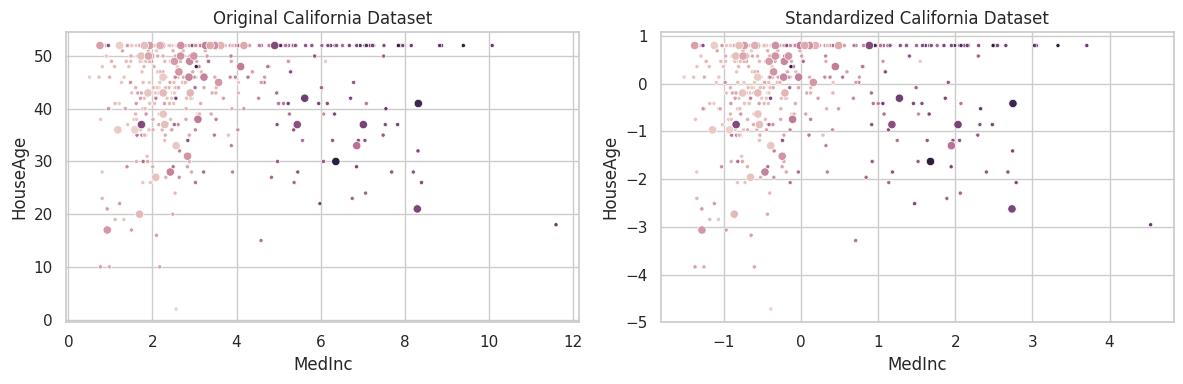 Original California Dataset
50
40
30
20
10
0
HouseAge
0 2 4 6 8 10 12
MedInc
Standardized California Dataset
1
0
−1
−2
−3
−4
−5
HouseAge
−1 0 1 2 3 4
MedInc